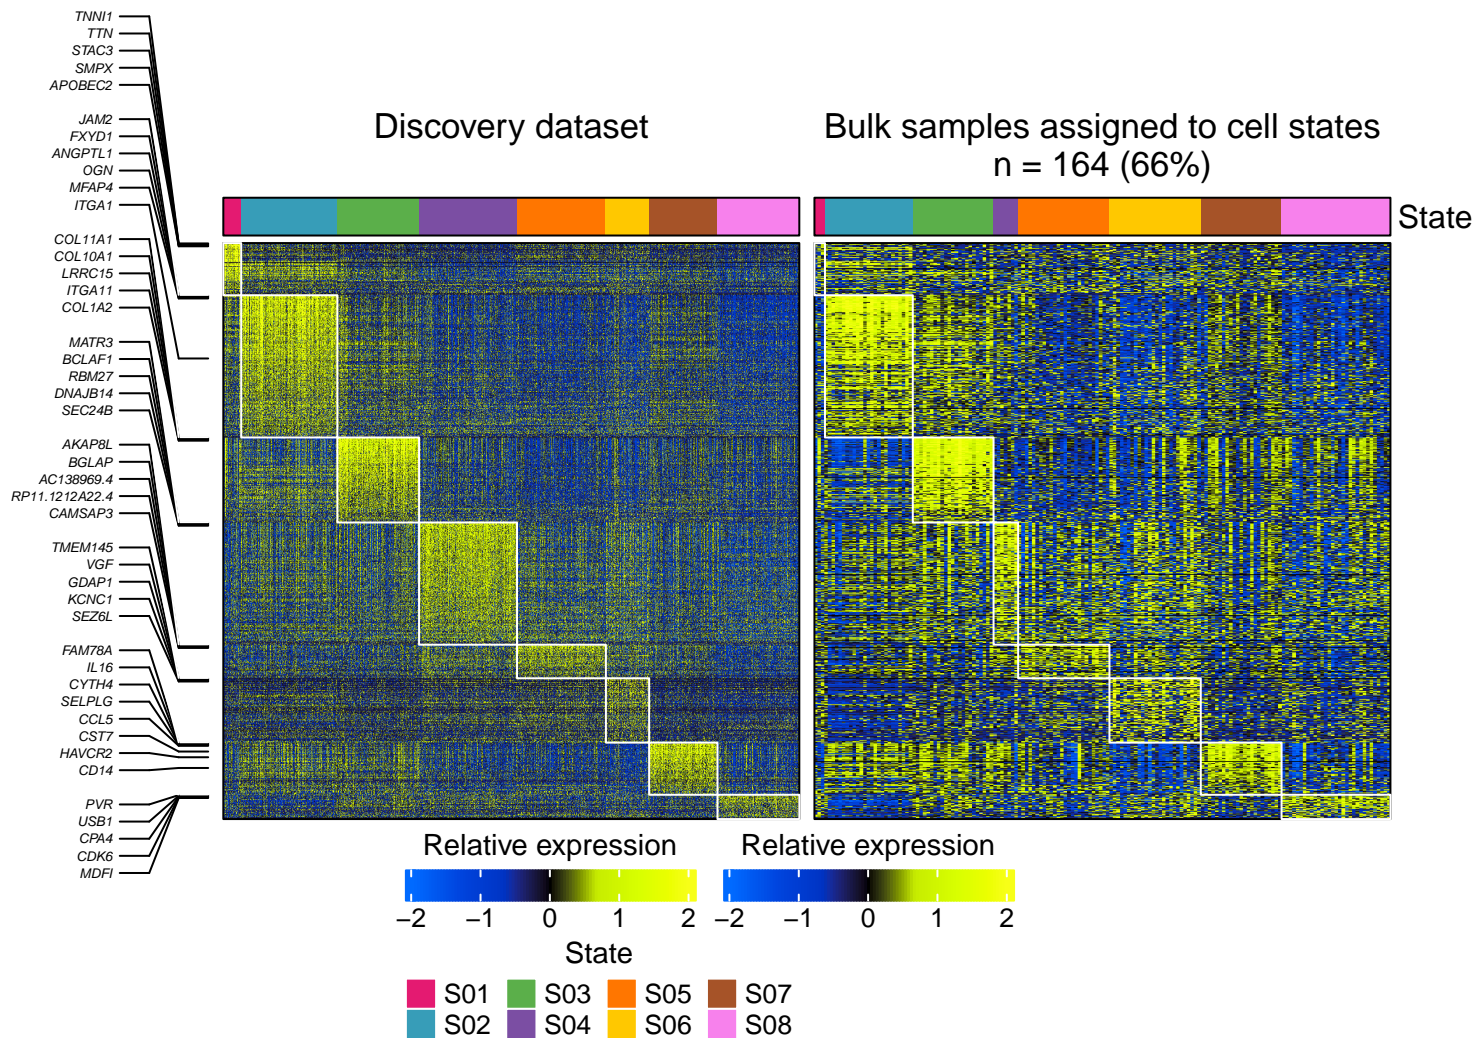 TNNI1
TTN
STAC3
SMPX
APOBEC2
JAM2
FXYD1
ANGPTL1
OGN
MFAP4
ITGA1
COL11A1
COL10A1
LRRC15
ITGA11
COL1A2
MATR3
BCLAF1
RBM27
DNAJB14
SEC24B
AKAP8L
BGLAP
AC138969.4
RP11.1212A22.4
CAMSAP3
TMEM145
VGF
GDAP1
KCNC1
SEZ6L
FAM78A
IL16
CYTH4
SELPLG
CCL5
CST7
HAVCR2
CD14
PVR
USB1
CPA4
CDK6
MDFI
Discovery dataset
Bulk samples assigned to cell states
n = 164 (66%)
State
Relative expression
−2 −1 0 1 2
Relative expression
−2 −1 0 1 2
State
S01 S03 S05 S07
S02 S04 S06 S08